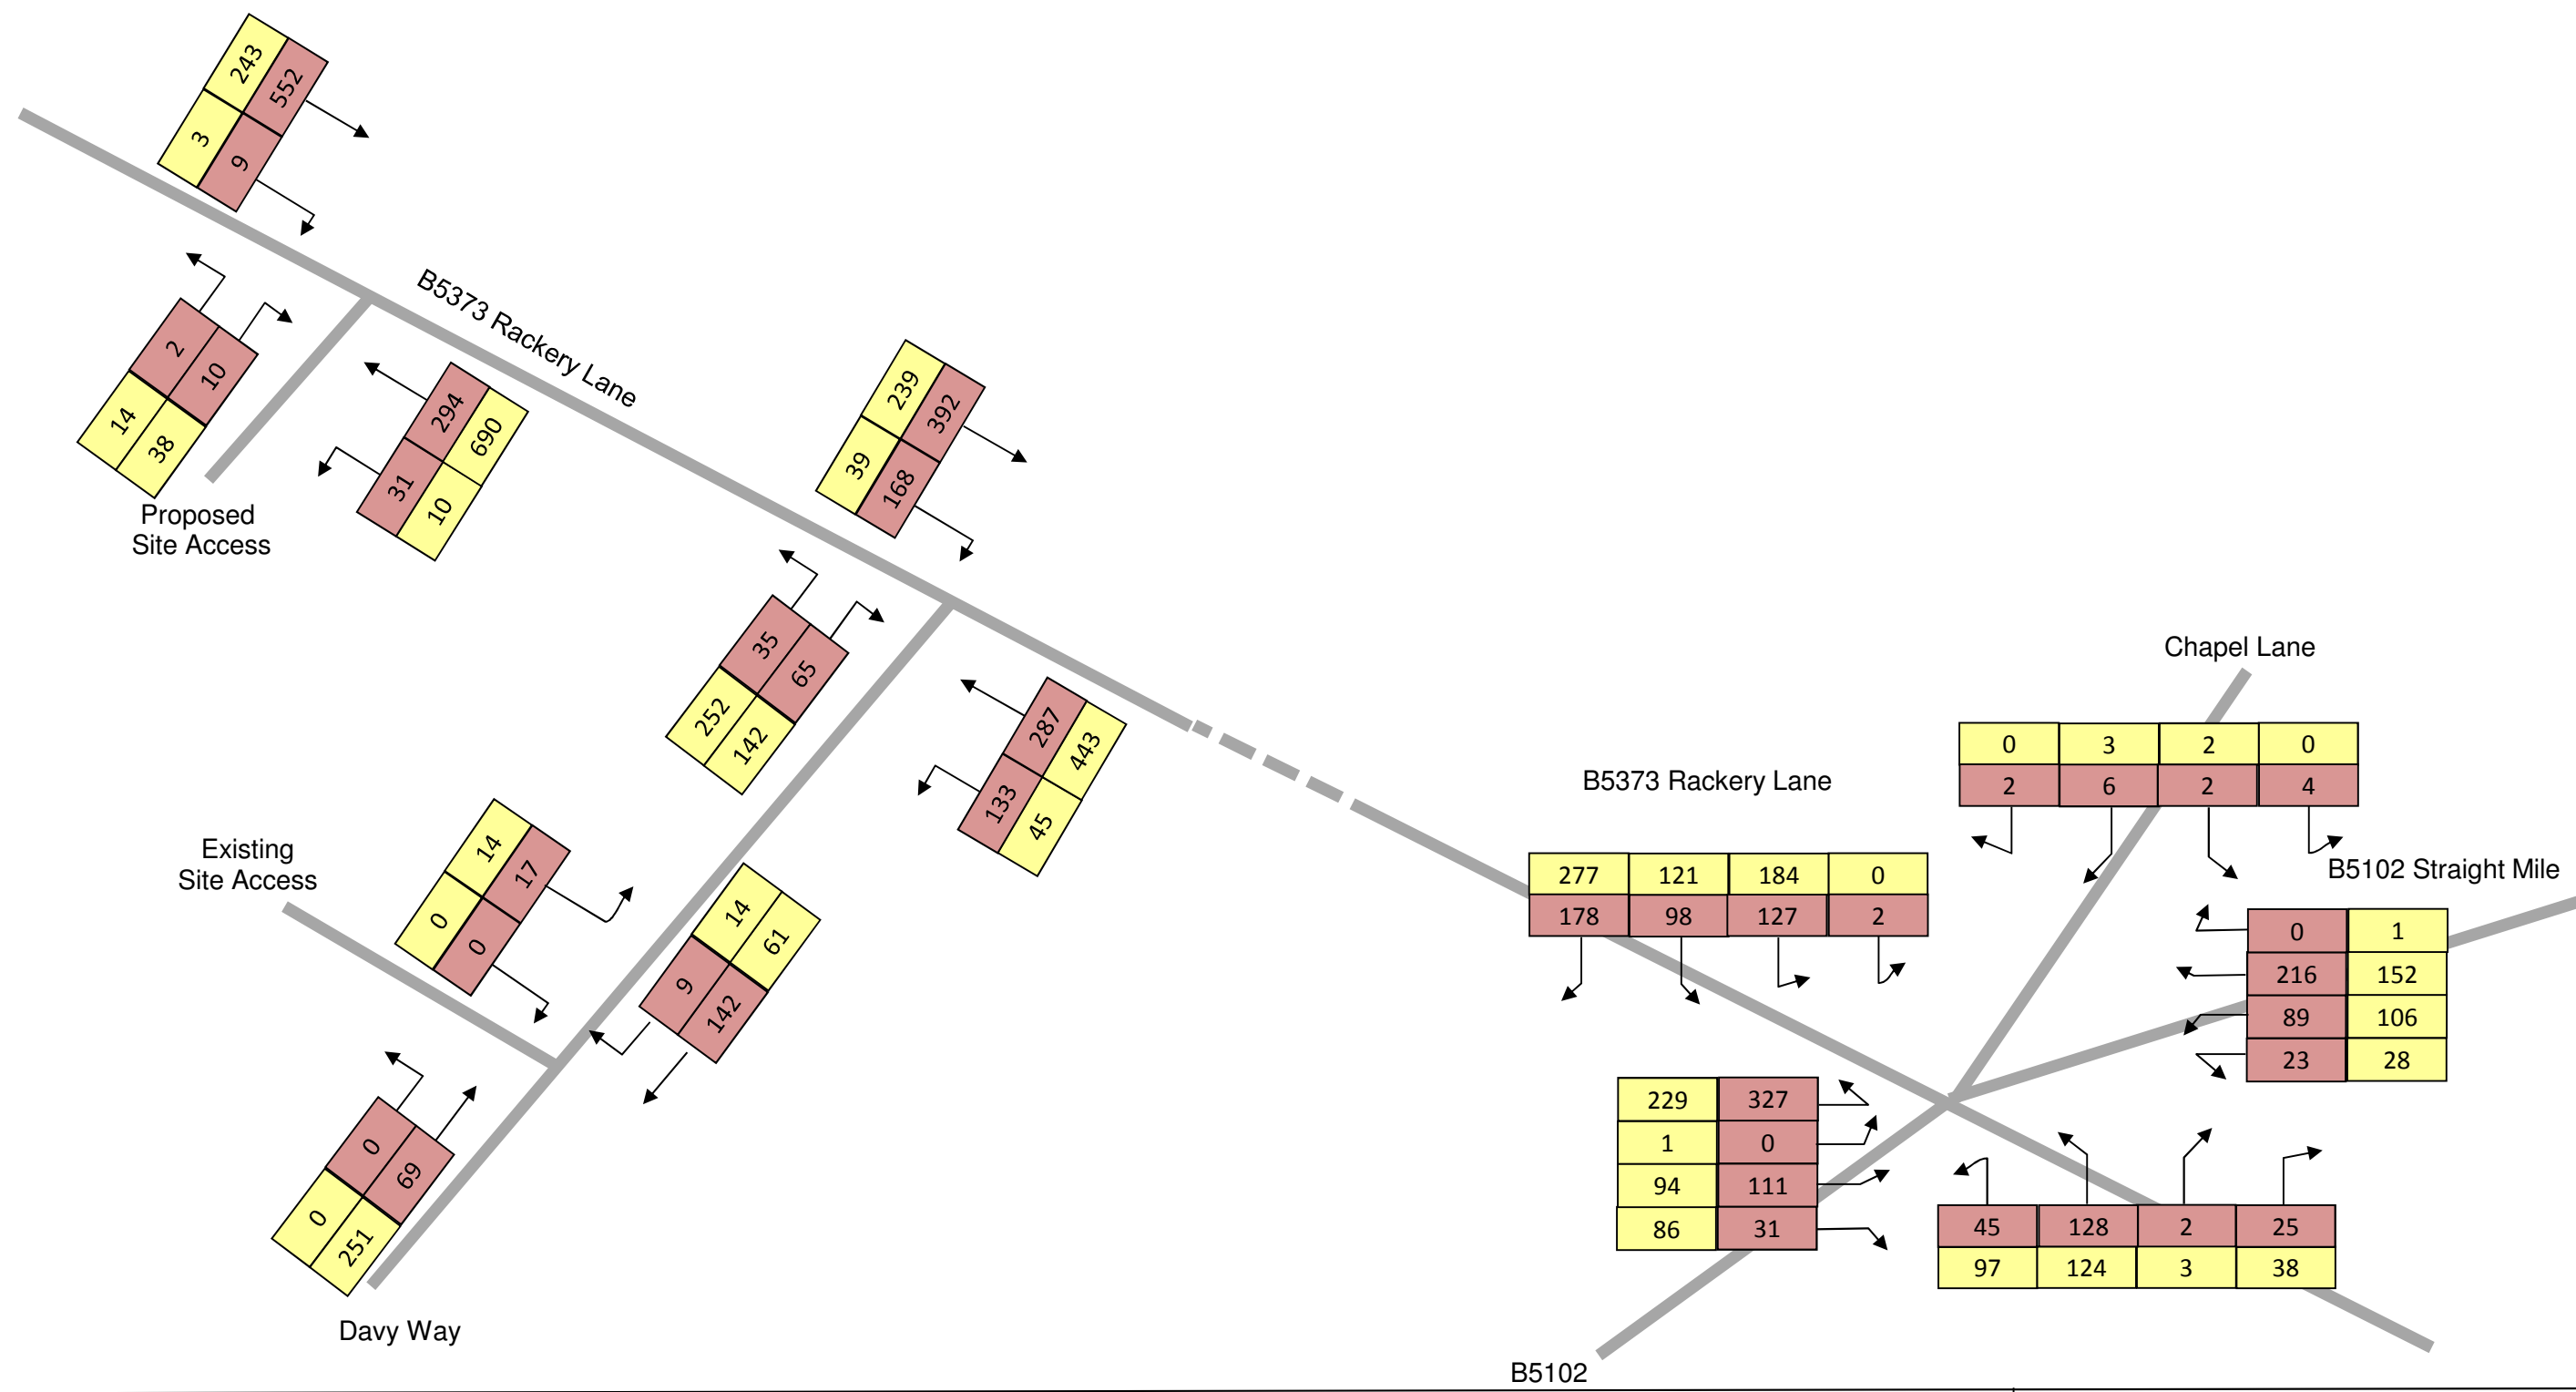 243
552
3
9
B5373 Rackery Lane
2
10
14
38
Proposed
Site Access
294
690
31
10
239
392
39
168
35
65
252
142
287
443
133
45
Existing
Site Access
14
17
0
0
14
61
9
142
0
69
0
251
Davy Way
Chapel Lane
0 3 2 0
2 6 2 4
B5373 Rackery Lane
277 121 184 0
178 98 127 2
B5102 Straight Mile
0 1
216 152
89 106
23 28
229 327
1 0
94 111
86 31
45 128 2 25
97 124 3 38
B5102